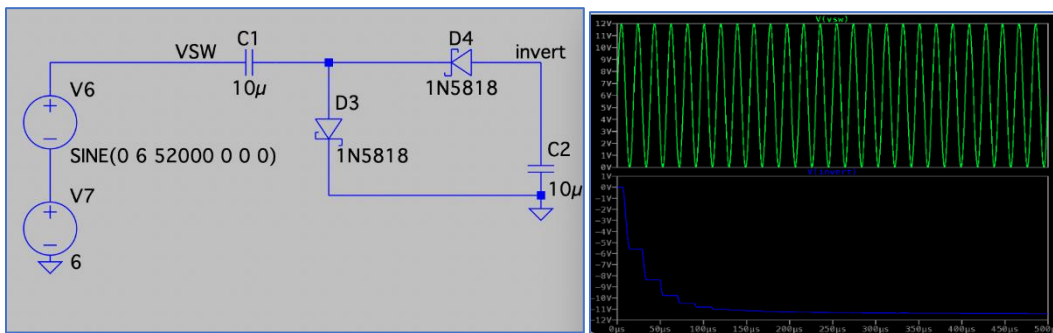 VSW
C1
10µ
D4
1N5818
invert
V6
SINE(0 6 52000 0 0 0)
D3
1N5818
C2
10µ
V7
6
V(vsw)
12V
11V
10V
9V
8V
7V
6V
5V
4V
3V
2V
1V
0V
V(invert)
1V
0V
-1V
-2V
-3V
-4V
-5V
-6V
-7V
-8V
-9V
-10V
-11V
-12V
0µs 50µs 100µs 150µs 200µs 250µs 300µs 350µs 400µs 450µs